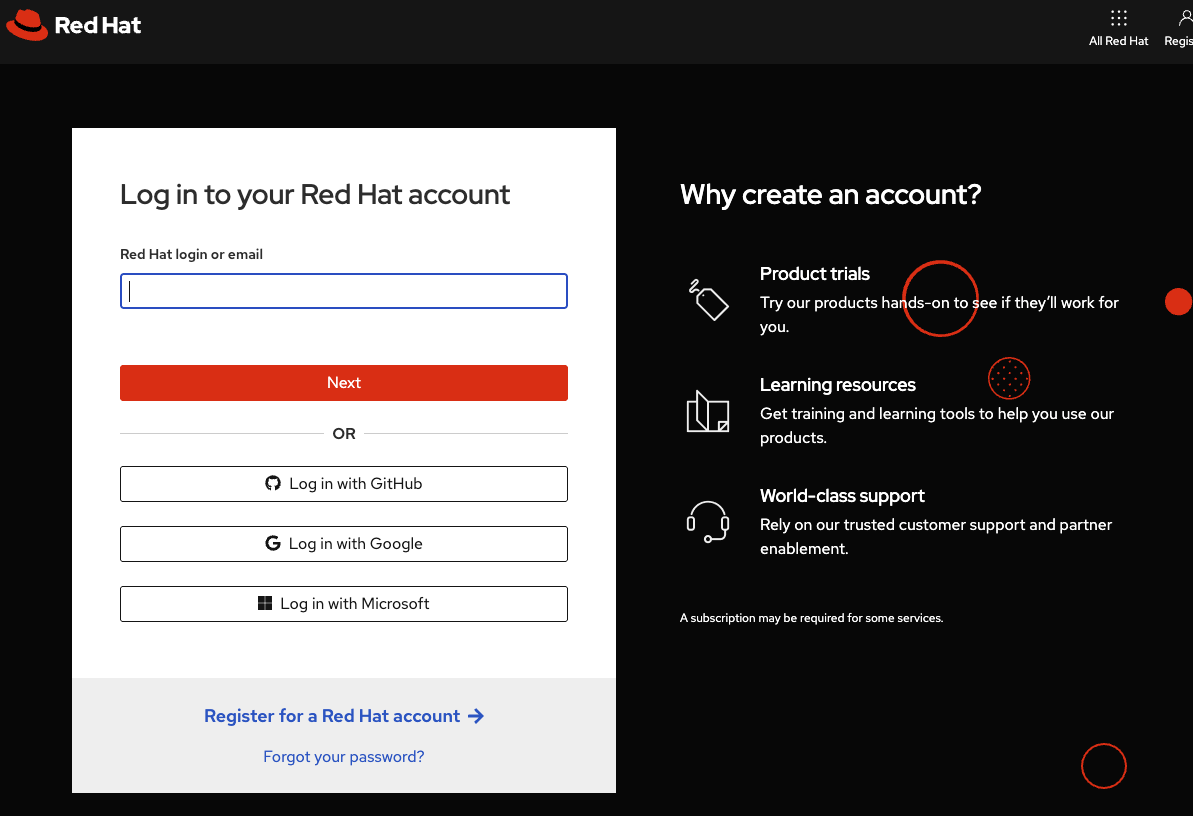 Red Hat
All Red Hat
Regis
Log in to your Red Hat account
Red Hat login or email
Next
OR
Log in with GitHub
Log in with Google
Log in with Microsoft
Register for a Red Hat account
Forgot your password?
Why create an account?
Product trials
Try our products hands-on to see if they’ll work for
you.
Learning resources
Get training and learning tools to help you use our
products.
World-class support
Rely on our trusted customer support and partner
enablement.
A subscription may be required for some services.